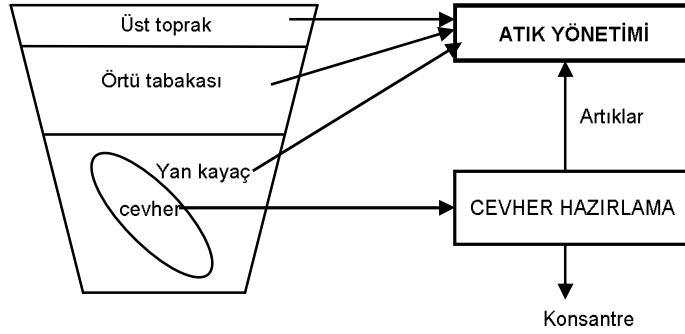 Üst toprak
ATIK YÖNETİMİ
Örtü tabakası
Artıklar
Yan kayaç
cevher
CEVHER HAZIRLAMA
Konsantre